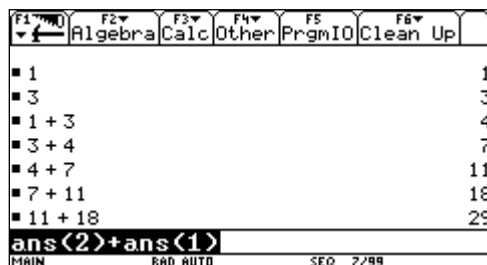 F1 F2 Algebra F3 Calc F4 Other F5 PrgmIO F6 Clean Up
▪ 1 1
▪ 3 3
▪ 1 + 3 4
▪ 3 + 4 7
▪ 4 + 7 11
▪ 7 + 11 18
▪ 11 + 18 29
ans(2)+ans(1)
MAIN RAD AUTO SEQ 7/99